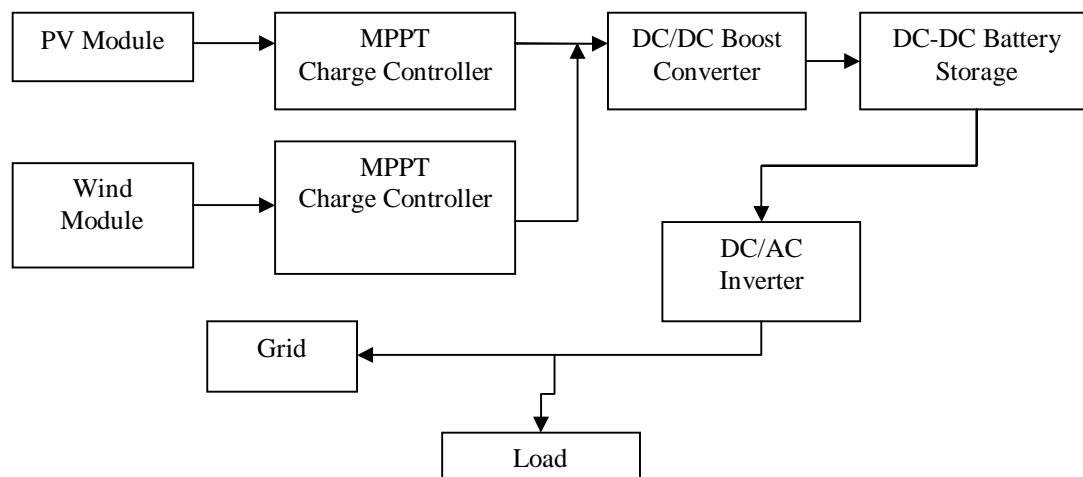 PV Module
MPPT
Charge Controller
DC/DC Boost
Converter
DC-DC Battery
Storage
Wind
Module
MPPT
Charge Controller
DC/AC
Inverter
Grid
Load